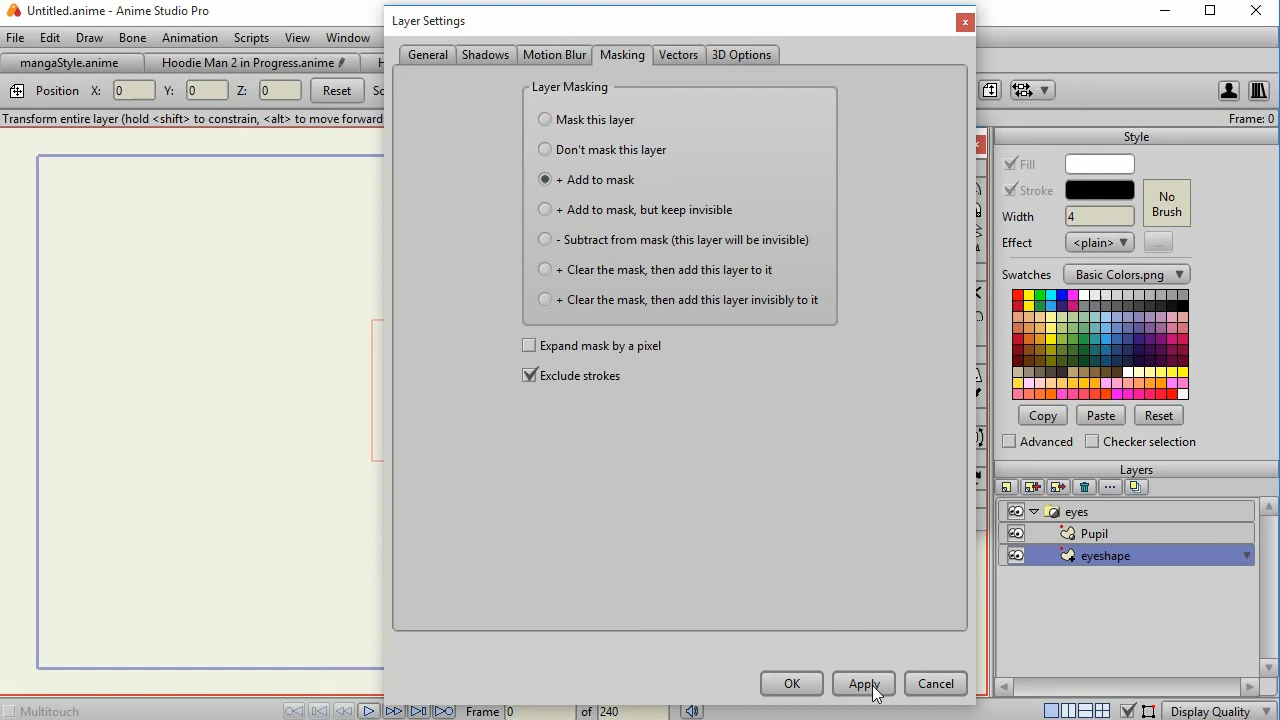 Untitled.anime - Anime Studio Pro
File Edit Draw Bone Animation Scripts View Window
mangaStyle.anime Hoodie Man 2 in Progress.anime
Position X: 0 Y: 0 Z: 0 Reset
Transform entire layer (hold <shift> to constrain, <alt> to move forward
Layer Settings
General Shadows Motion Blur Masking Vectors 3D Options
Layer Masking
Mask this layer
Don't mask this layer
+ Add to mask
+ Add to mask, but keep invisible
- Subtract from mask (this layer will be invisible)
+ Clear the mask, then add this layer to it
+ Clear the mask, then add this layer invisibly to it
Expand mask by a pixel
Exclude strokes
OK Apply Cancel
Frame: 0
Style
Fill
Stroke
Width 4
No
Brush
Effect <plain> ...
Swatches Basic Colors.png
Copy Paste Reset
Advanced Checker selection
Layers
eyes
Pupil
eyeshape
Multitouch Frame 0 of 240 Display Quality